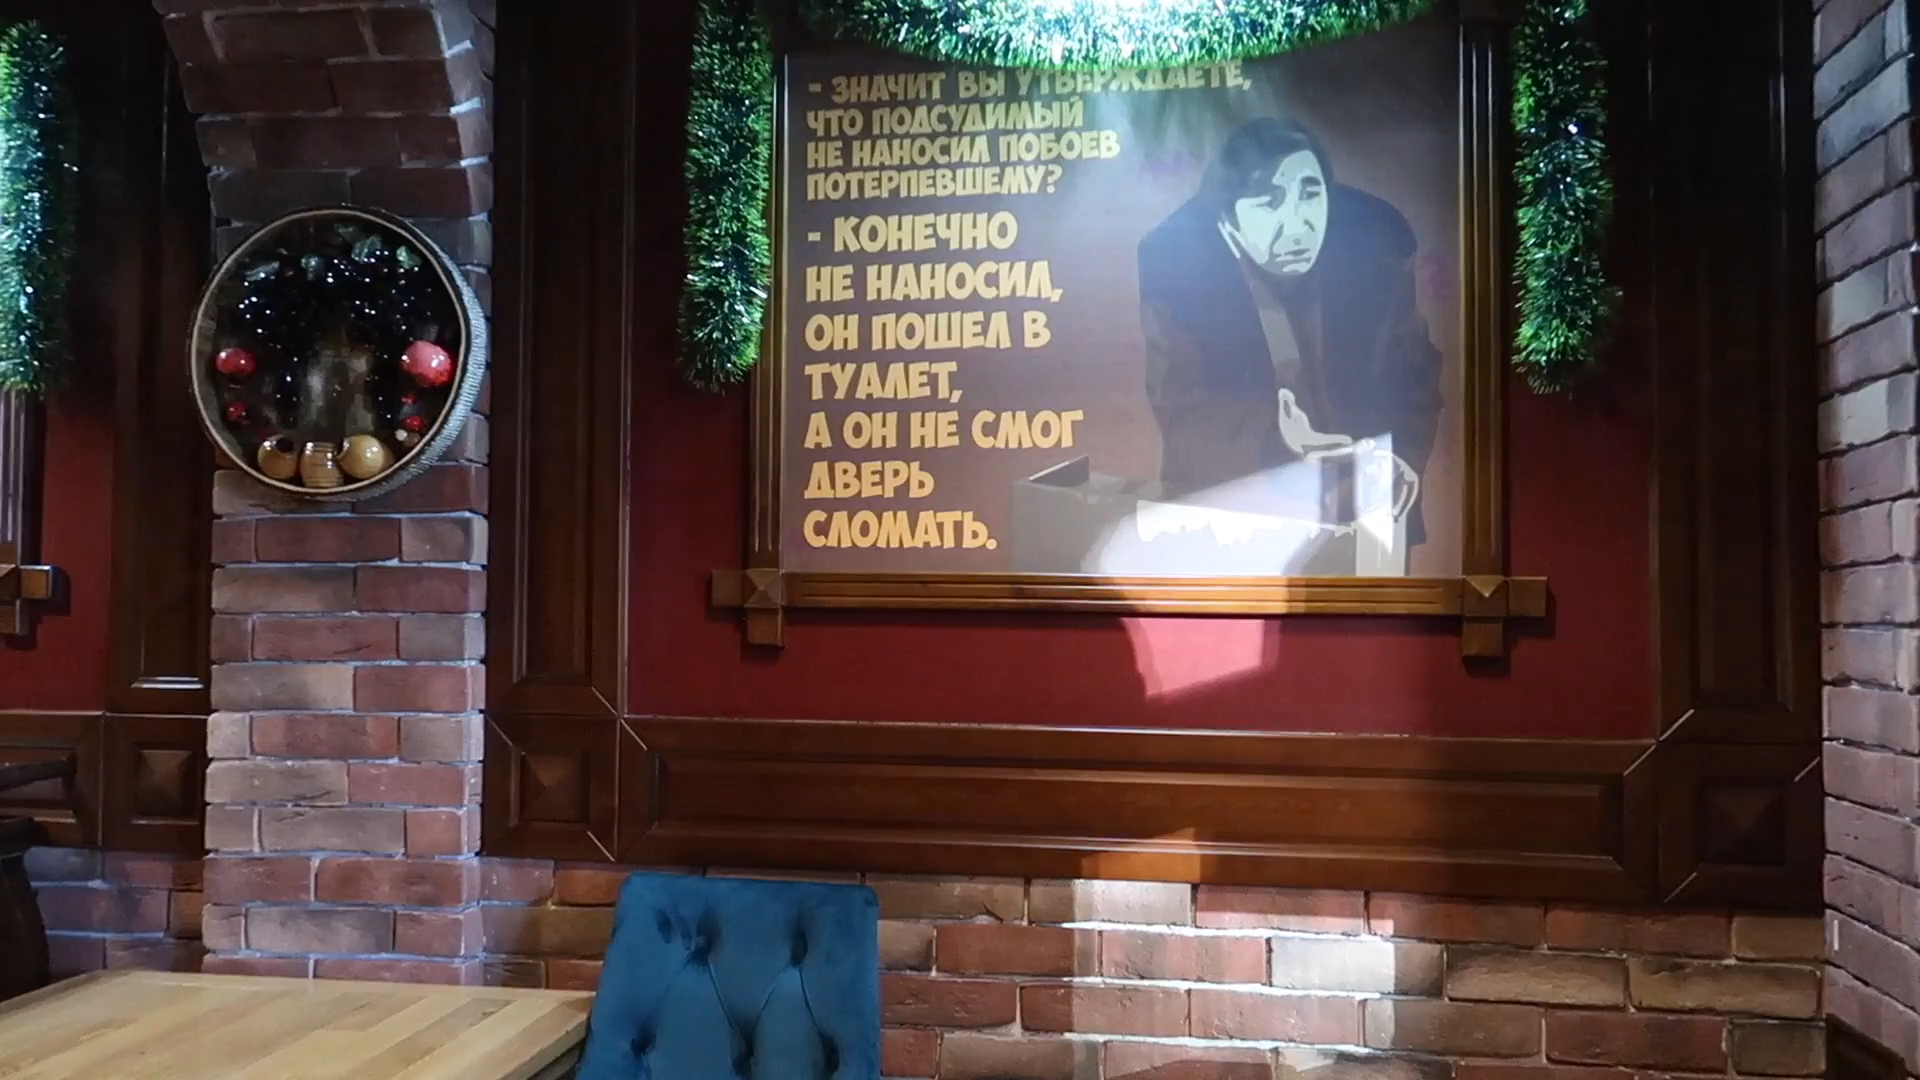 - ЗНАЧИТ ВЫ УТВЕРЖДАЕТЕ,
ЧТО ПОДСУДИМЫЙ
НЕ НАНОСИЛ ПОБОЕВ
ПОТЕРПЕВШЕМУ?
- КОНЕЧНО
НЕ НАНОСИЛ,
ОН ПОШЕЛ В
ТУАЛЕТ,
А ОН НЕ СМОГ
ДВЕРЬ
СЛОМАТЬ.